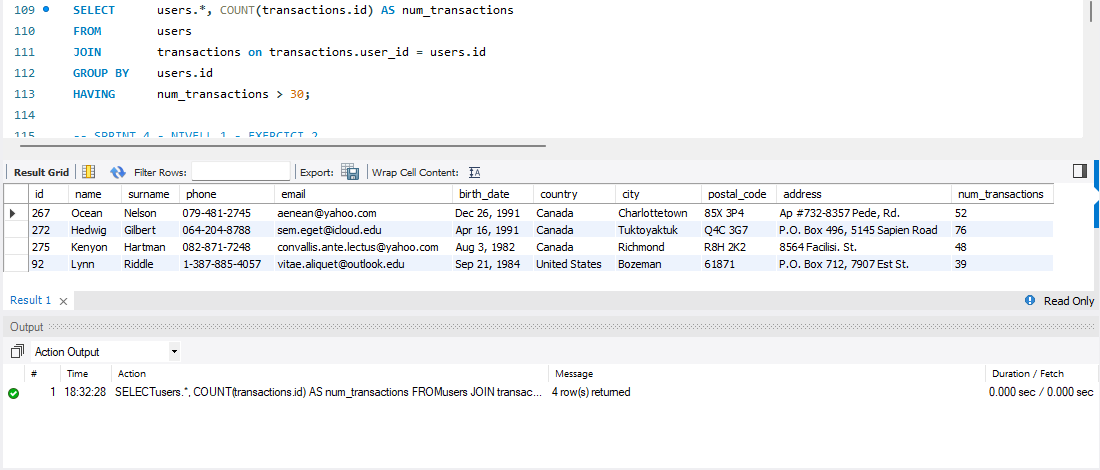 109 SELECT users.*, COUNT(transactions.id) AS num_transactions
110 FROM users
111 JOIN transactions on transactions.user_id = users.id
112 GROUP BY users.id
113 HAVING num_transactions > 30;
114
115 -- SPRINT 4 - NIVELL 1 - EXERCICI 2
Result Grid Filter Rows: Export: Wrap Cell Content:
id name surname phone email birth_date country city postal_code address num_transactions
267 Ocean Nelson 079-481-2745 aenean@yahoo.com Dec 26, 1991 Canada Charlottetown 85X 3P4 Ap #732-8357 Pede, Rd. 52
272 Hedwig Gilbert 064-204-8788 sem.eget@icloud.edu Apr 16, 1991 Canada Tuktoyaktuk Q4C 3G7 P.O. Box 496, 5145 Sapien Road 76
275 Kenyon Hartman 082-871-7248 convallis.ante.lectus@yahoo.com Aug 3, 1982 Canada Richmond R8H 2K2 8564 Facilisi. St. 48
92 Lynn Riddle 1-387-885-4057 vitae.aliquet@outlook.edu Sep 21, 1984 United States Bozeman 61871 P.O. Box 712, 7907 Est St. 39
Result 1 Read Only
Output
Action Output
# Time Action Message Duration / Fetch
1 18:32:28 SELECTusers.*, COUNT(transactions.id) AS num_transactions FROMusers JOIN transac... 4 row(s) returned 0.000 sec / 0.000 sec